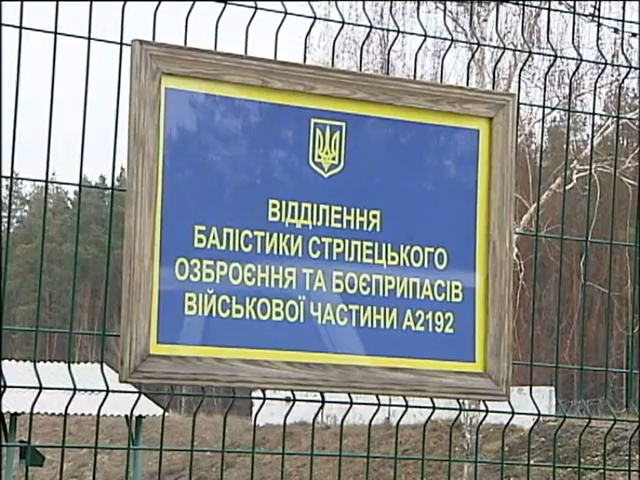 ВІДДІЛЕННЯ
БАЛІСТИКИ СТРІЛЕЦЬКОГО
ОЗБРОЄННЯ ТА БОЄПРИПАСІВ
ВІЙСЬКОВОЇ ЧАСТИНИ А2192